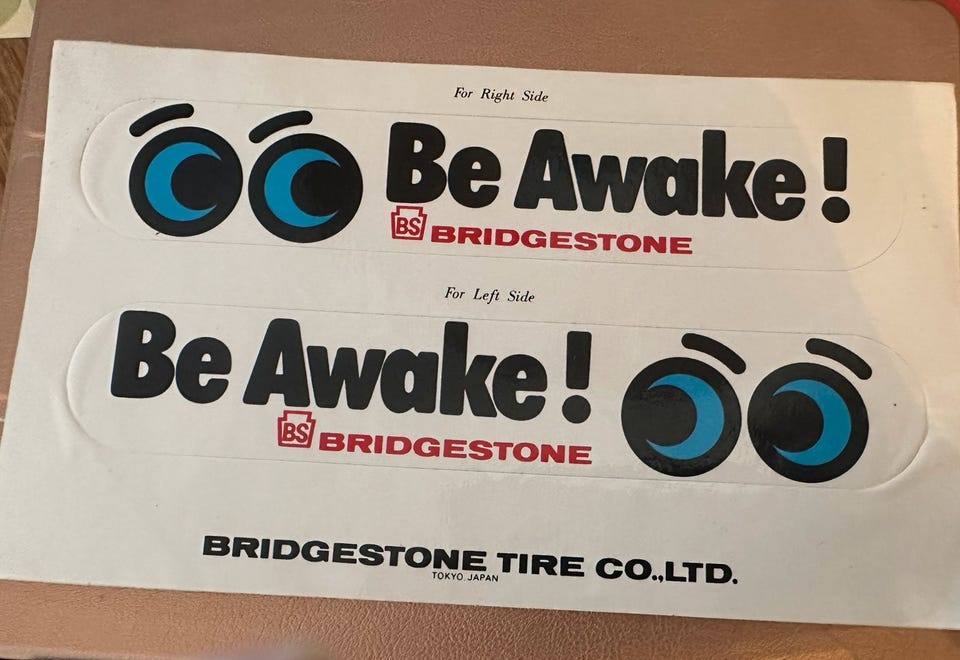 For Right Side
Be Awake!
BS BRIDGESTONE
For Left Side
Be Awake!
BS BRIDGESTONE
BRIDGESTONE TIRE CO.,LTD.
TOKYO. JAPAN